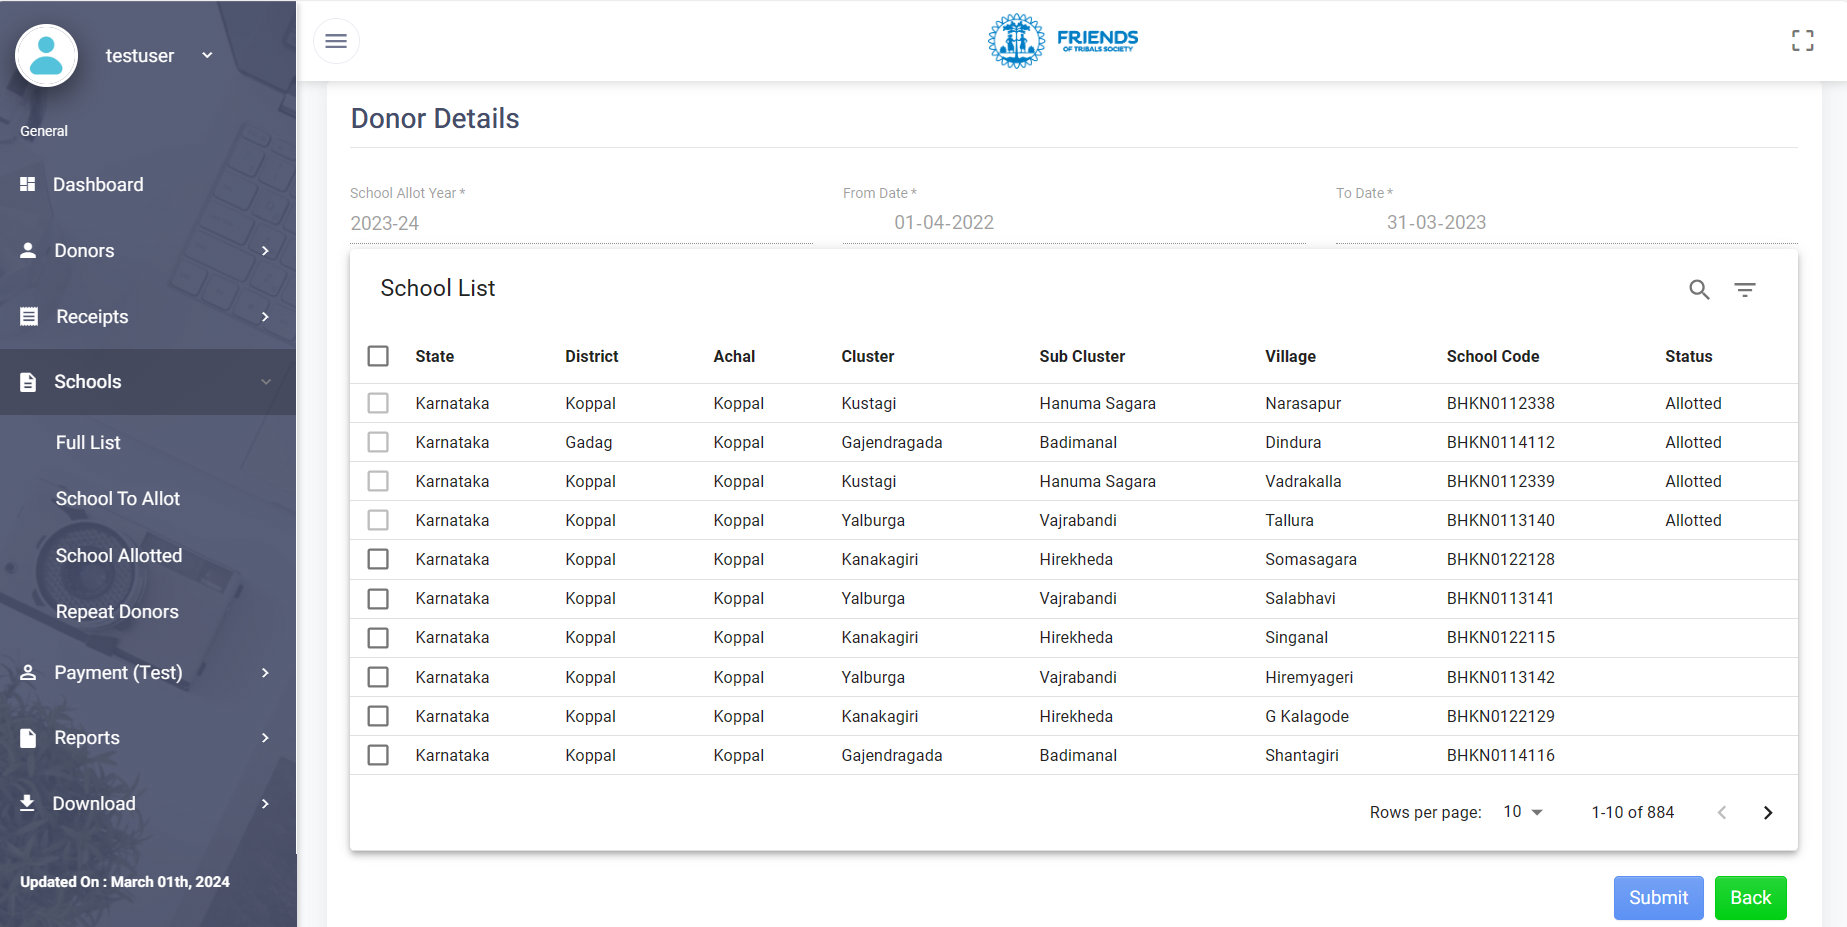 testuser
General
Dashboard
Donors
Receipts
Schools
Full List
School To Allot
School Allotted
Repeat Donors
Payment (Test)
Reports
Download
Updated On : March 01th, 2024
FRIENDS
OF TRIBALS SOCIETY
Donor Details
School Allot Year * From Date * To Date *
2023-24 01-04-2022 31-03-2023
School List
State District Achal Cluster Sub Cluster Village School Code Status
Karnataka Koppal Koppal Kustagi Hanuma Sagara Narasapur BHKN0112338 Allotted
Karnataka Gadag Koppal Gajendragada Badimanal Dindura BHKN0114112 Allotted
Karnataka Koppal Koppal Kustagi Hanuma Sagara Vadrakalla BHKN0112339 Allotted
Karnataka Koppal Koppal Yalburga Vajrabandi Tallura BHKN0113140 Allotted
Karnataka Koppal Koppal Kanakagiri Hirekheda Somasagara BHKN0122128
Karnataka Koppal Koppal Yalburga Vajrabandi Salabhavi BHKN0113141
Karnataka Koppal Koppal Kanakagiri Hirekheda Singanal BHKN0122115
Karnataka Koppal Koppal Yalburga Vajrabandi Hiremyageri BHKN0113142
Karnataka Koppal Koppal Kanakagiri Hirekheda G Kalagode BHKN0122129
Karnataka Koppal Koppal Gajendragada Badimanal Shantagiri BHKN0114116
Rows per page: 10 1-10 of 884
Submit Back